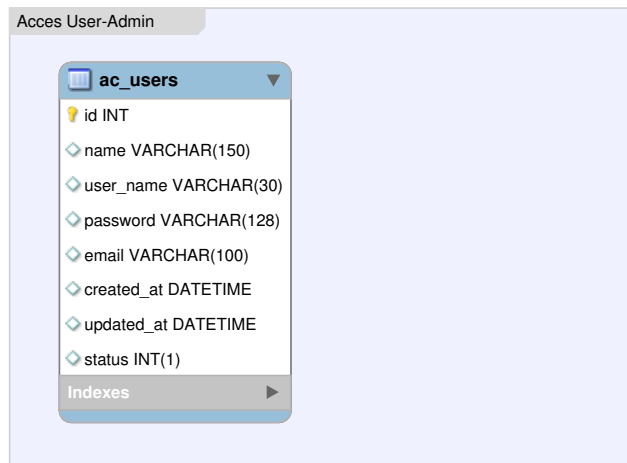 Acces User-Admin
ac_users
id INT
name VARCHAR(150)
user_name VARCHAR(30)
password VARCHAR(128)
email VARCHAR(100)
created_at DATETIME
updated_at DATETIME
status INT(1)
Indexes